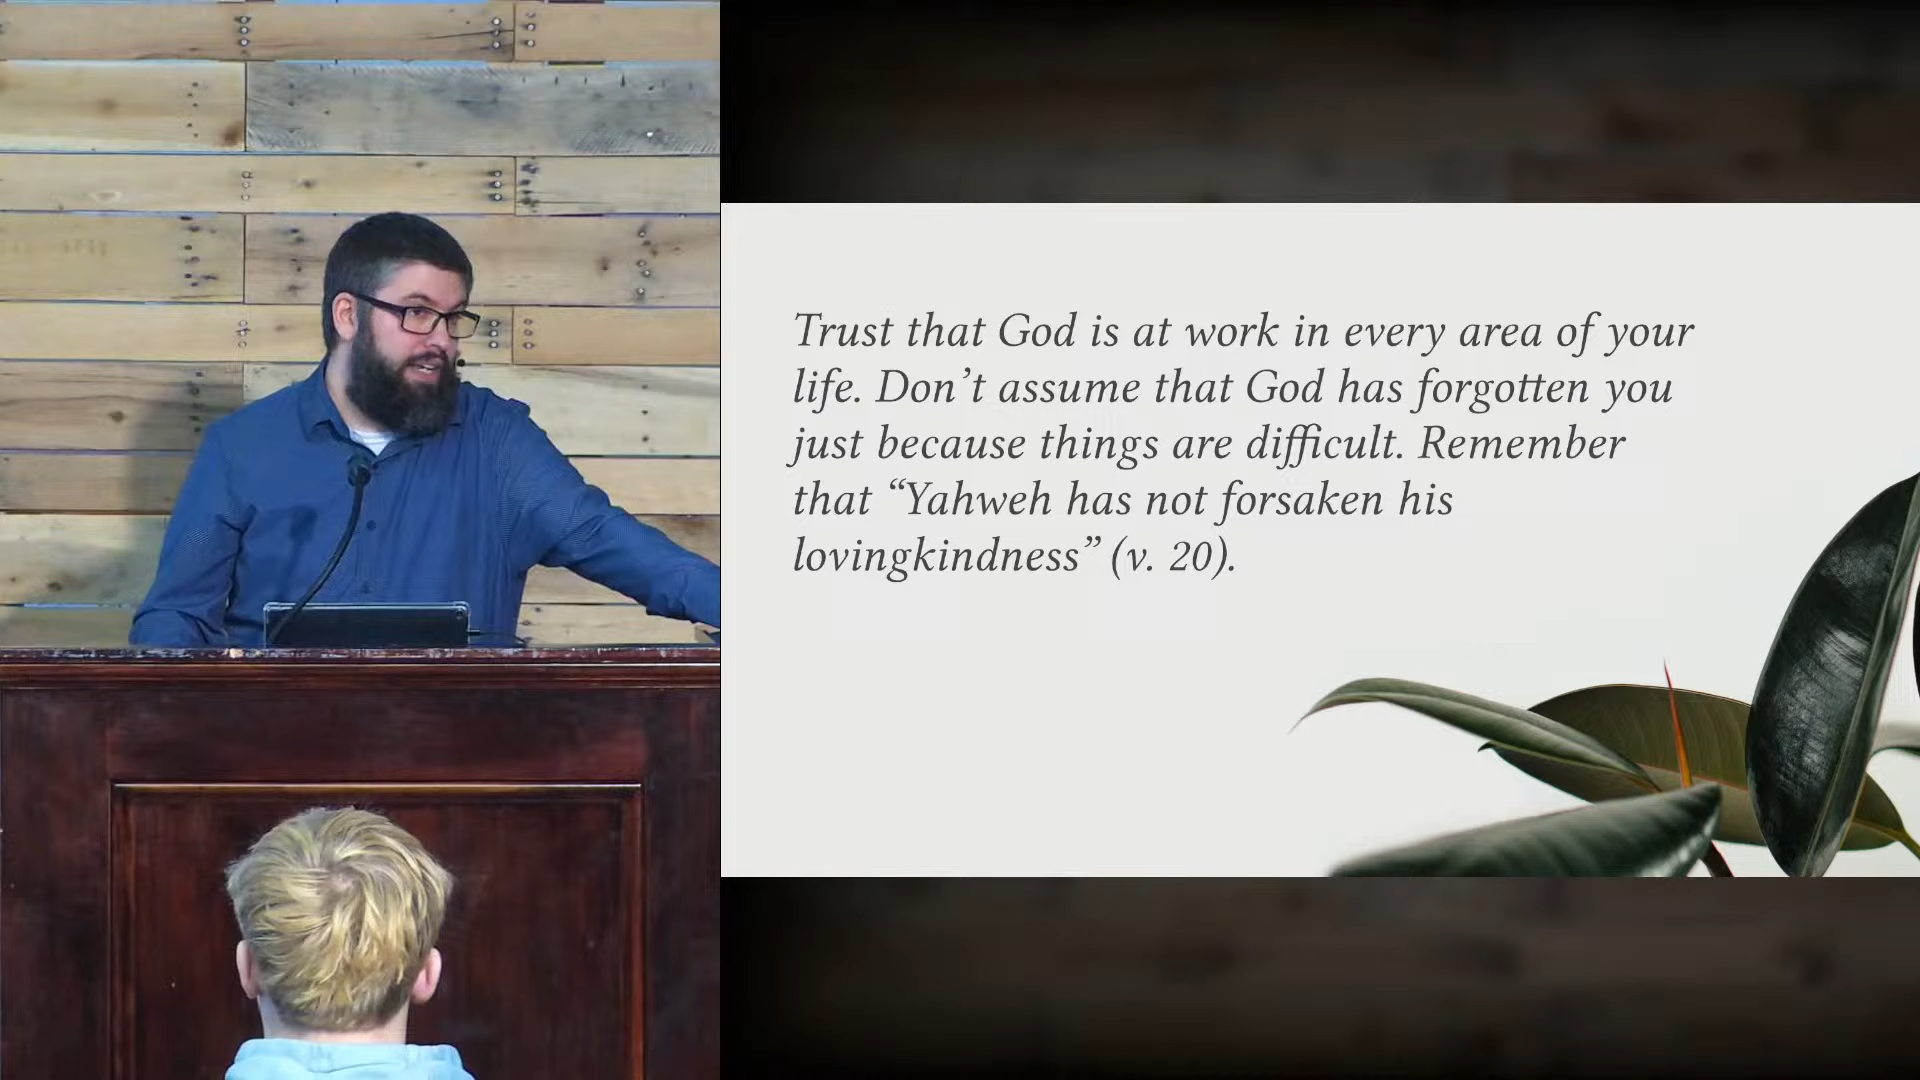 Trust that God is at work in every area of your
life. Don’t assume that God has forgotten you
just because things are difficult. Remember
that “Yahweh has not forsaken his
lovingkindness” (v. 20).